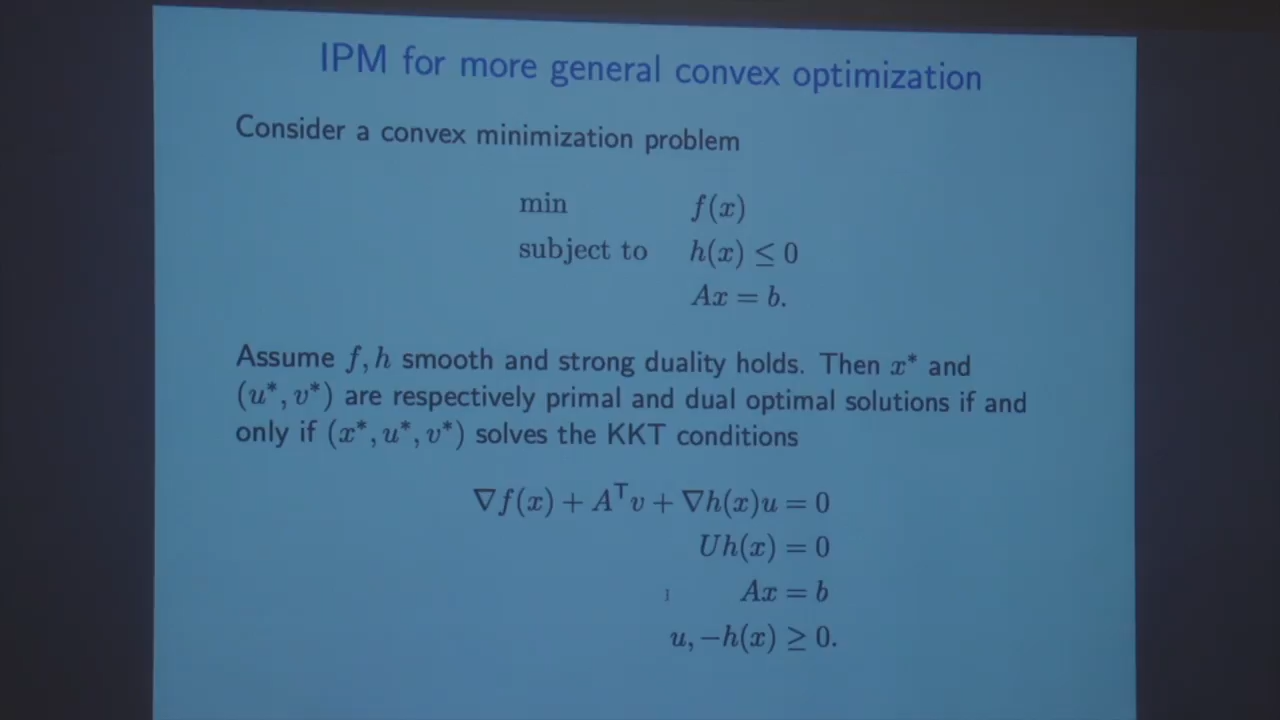 IPM for more general convex optimization
Consider a convex minimization problem
min f(x)
subject to h(x) ≤ 0
Ax = b.
Assume f, h smooth and strong duality holds. Then x* and
(u*, v*) are respectively primal and dual optimal solutions if and
only if (x*, u*, v*) solves the KKT conditions
∇f(x) + Aᵀv + ∇h(x)u = 0
Uh(x) = 0
Ax = b
u, −h(x) ≥ 0.